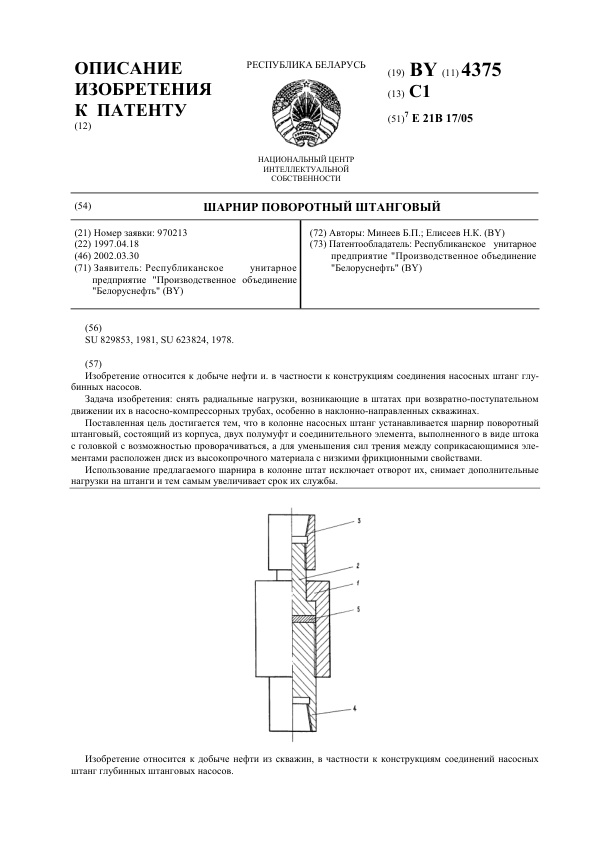 ОПИСАНИЕ
ИЗОБРЕТЕНИЯ
К ПАТЕНТУ
(12)
РЕСПУБЛИКА БЕЛАРУСЬ
НАЦИОНАЛЬНЫЙ ЦЕНТР
ИНТЕЛЛЕКТУАЛЬНОЙ
СОБСТВЕННОСТИ
(19) BY (11) 4375
(13) C1
(51)7 E 21B 17/05
(54) ШАРНИР ПОВОРОТНЫЙ ШТАНГОВЫЙ
(21) Номер заявки: 970213
(22) 1997.04.18
(46) 2002.03.30
(71) Заявитель: Республиканское унитарное
предприятие "Производственное объединение
"Белоруснефть" (BY)
(72) Авторы: Минеев Б.П.; Елисеев Н.К. (BY)
(73) Патентообладатель: Республиканское унитарное
предприятие "Производственное объединение
"Белоруснефть" (BY)
(56)
SU 829853, 1981, SU 623824, 1978.
(57)
Изобретение относится к добыче нефти и. в частности к конструкциям соединения насосных штанг глу-
бинных насосов.
Задача изобретения: снять радиальные нагрузки, возникающие в штатах при возвратно-поступательном
движении их в насосно-компрессорных трубах, особенно в наклонно-направленных скважинах.
Поставленная цель достигается тем, что в колонне насосных штанг устанавливается шарнир поворотный
штанговый, состоящий из корпуса, двух полумуфт и соединительного элемента, выполненного в виде штока
с головкой с возможностью проворачиваться, а для уменьшения сил трения между соприкасающимися эле-
ментами расположен диск из высокопрочного материала с низкими фрикционными свойствами.
Использование предлагаемого шарнира в колонне штат исключает отворот их, снимает дополнительные
нагрузки на штанги и тем самым увеличивает срок их службы.
3
2
1
5
4
Изобретение относится к добыче нефти из скважин, в частности к конструкциям соединений насосных
штанг глубинных штанговых насосов.